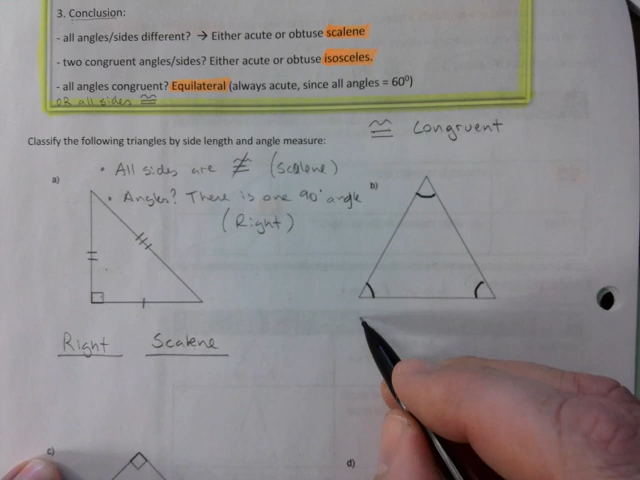 3. Conclusion:
- all angles/sides different? → Either acute or obtuse scalene
- two congruent angles/sides? Either acute or obtuse isosceles.
- all angles congruent? Equilateral (always acute, since all angles = 60⁰)
OR all sides ≅
≅ Congruent
Classify the following triangles by side length and angle measure:
• All sides are ≇ (Scalene)
a)
b)
• Angles? There is one 90° angle
(Right)
Right Scalene
c)
d)